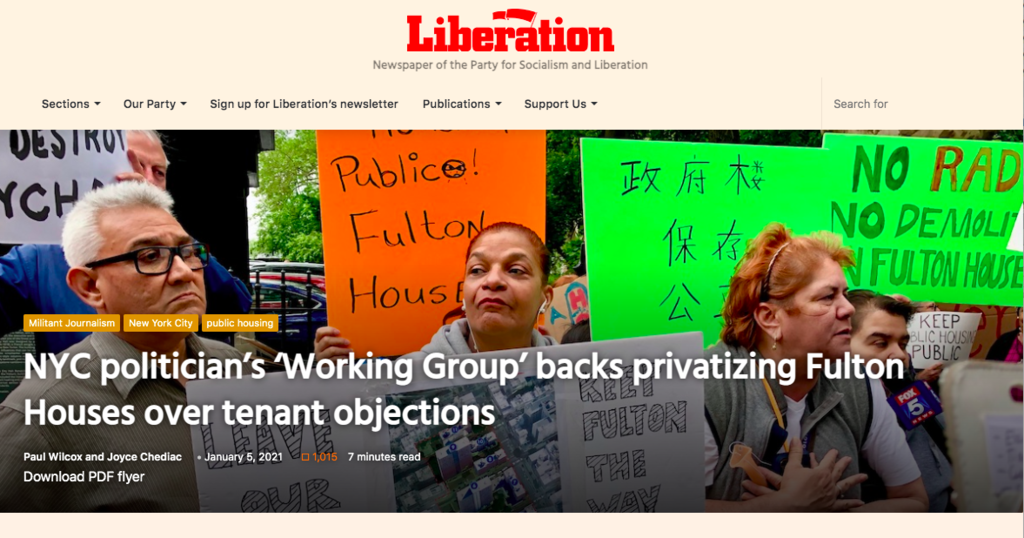 Liberation
Newspaper of the Party for Socialism and Liberation
Sections
Our Party
Sign up for Liberation's newsletter
Publications
Support Us
Search for
DESTROY
YCHA
Publico!
Fulton
House
政府楼
保存
公
NO RAD
NO DEMOLIT
N FULTON HOUSE
KEEP
BLIC HOUSIN
PUBLIC
FOX
5
Militant Journalism
New York City
public housing
NYC politician's 'Working Group' backs privatizing Fulton
Houses over tenant objections
Paul Wilcox and Joyce Chediac
January 5, 2021
1,015
7 minutes read
Download PDF flyer
LEAVE
OUR
KEEP
FULTON
THE
WAY